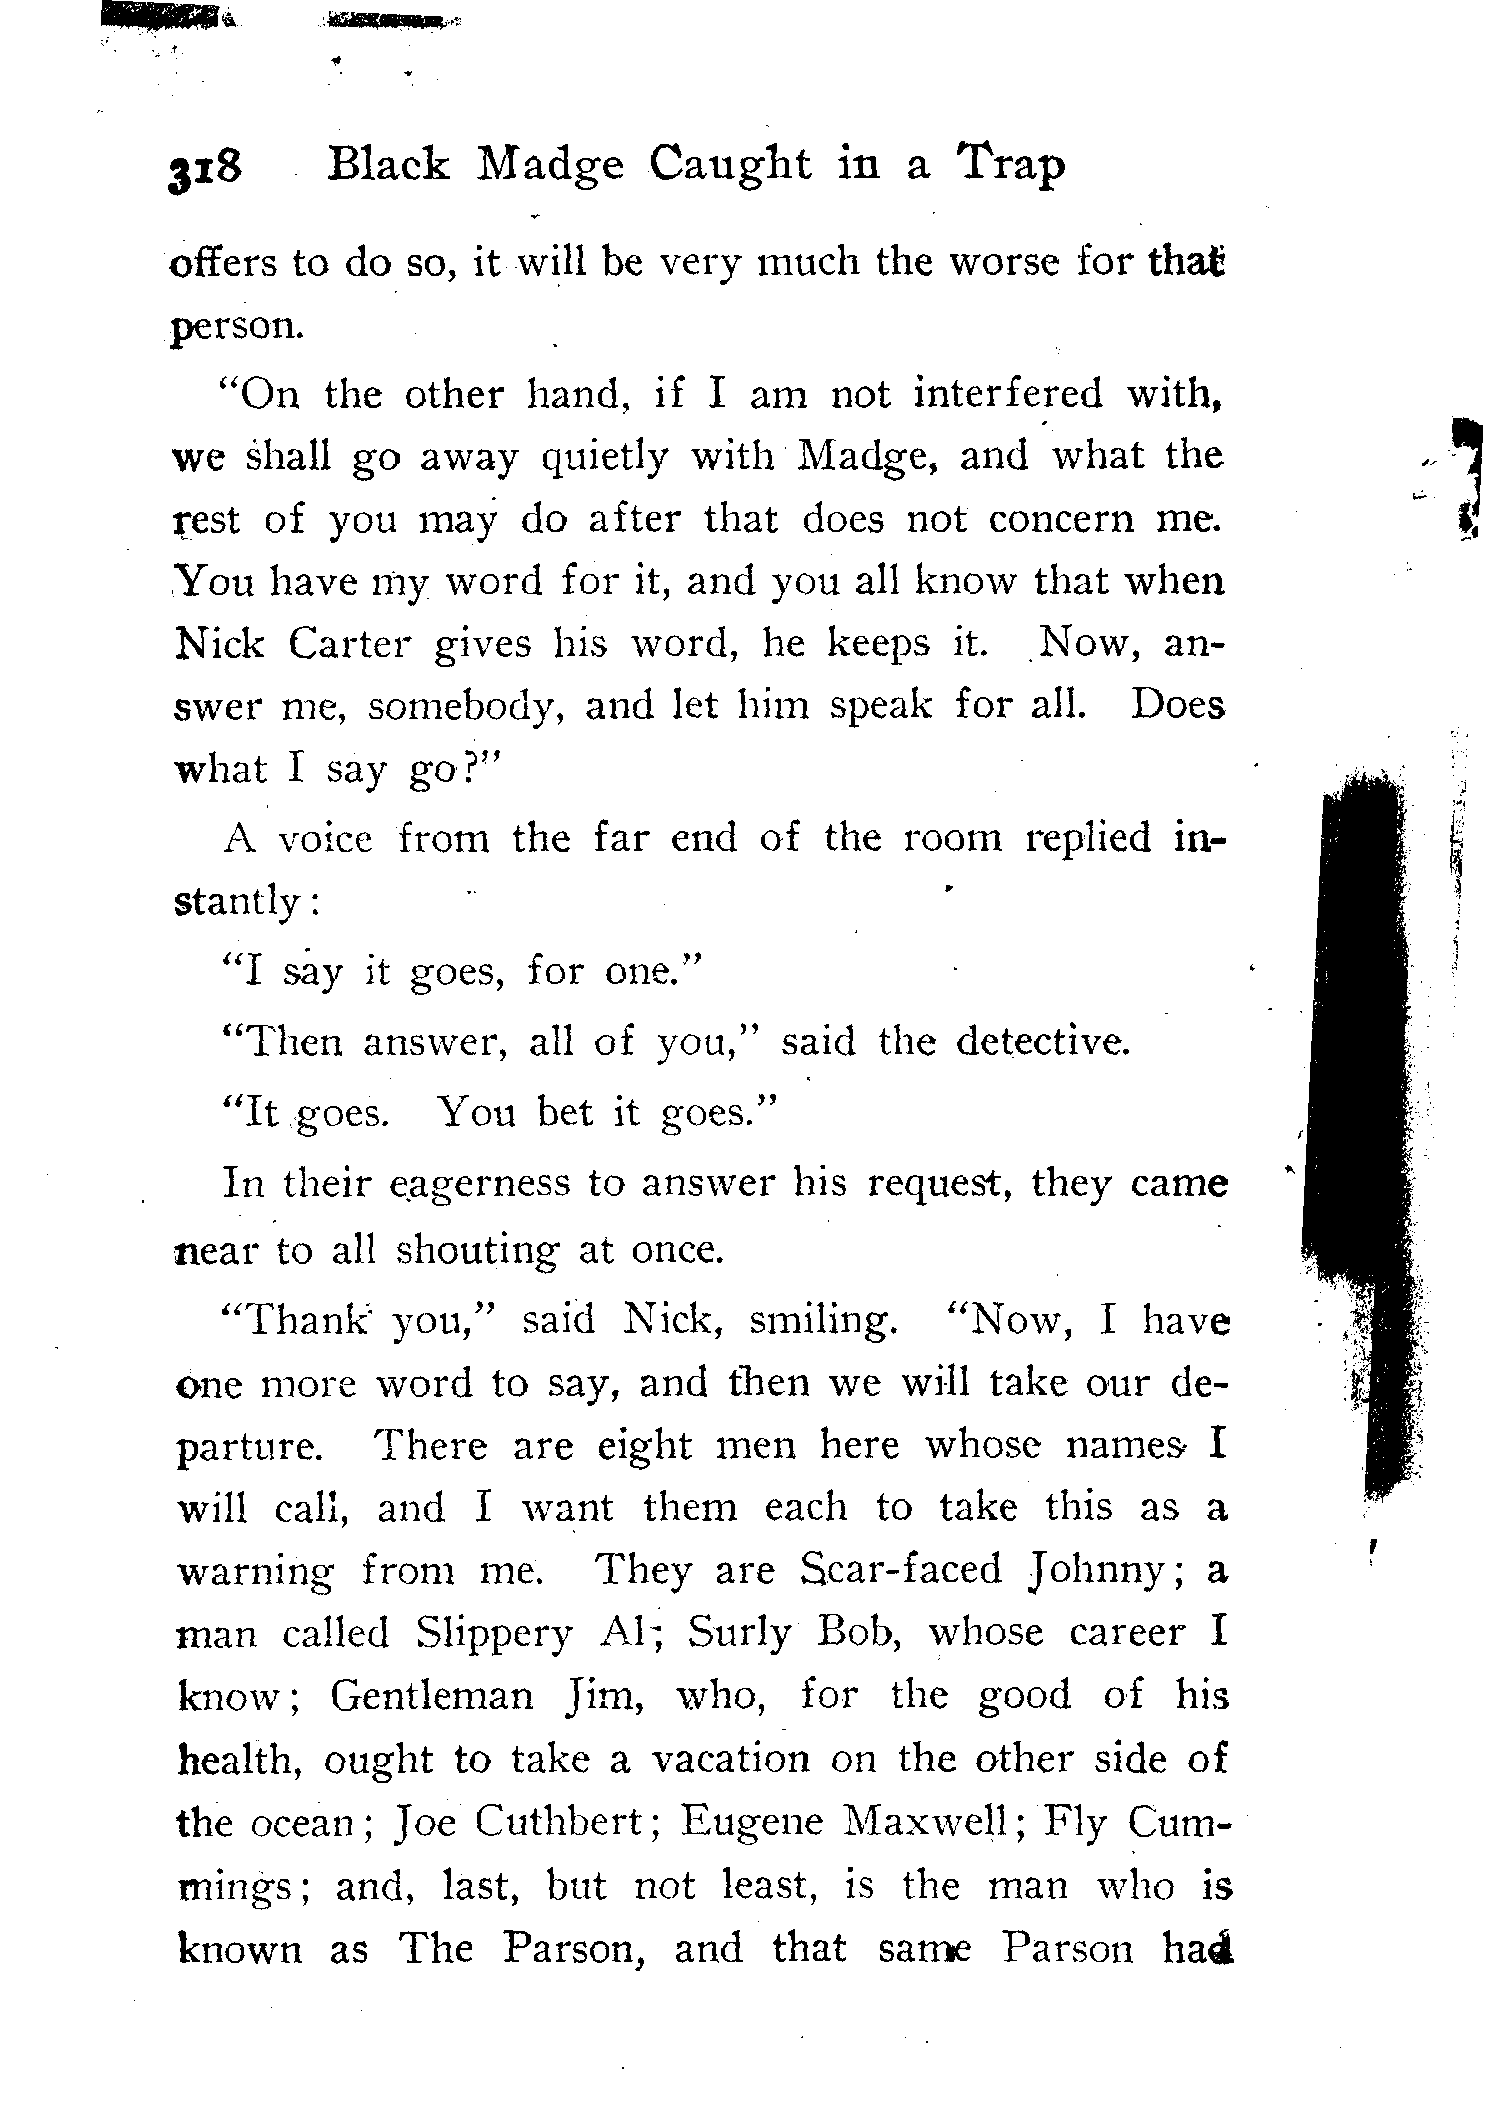 318 Black Madge Caught in a Trap
offers to do so, it will be very much the worse for that
person.
"On the other hand, if I am not interfered with,
we shall go away quietly with Madge, and what the
rest of you may do after that does not concern me.
You have my word for it, and you all know that when
Nick Carter gives his word, he keeps it. Now, an-
swer me, somebody, and let him speak for all. Does
what I say go?"
A voice from the far end of the room replied in-
stantly:
"I say it goes, for one."
"Then answer, all of you," said the detective.
"It goes. You bet it goes."
In their eagerness to answer his request, they came
near to all shouting at once.
"Thank you," said Nick, smiling. "Now, I have
one more word to say, and then we will take our de-
parture. There are eight men here whose names I
will call, and I want them each to take this as a
warning from me. They are Scar-faced Johnny; a
man called Slippery Al; Surly Bob, whose career I
know; Gentleman Jim, who, for the good of his
health, ought to take a vacation on the other side of
the ocean; Joe Cuthbert; Eugene Maxwell; Fly Cum-
mings; and, last, but not least, is the man who is
known as The Parson, and that same Parson had